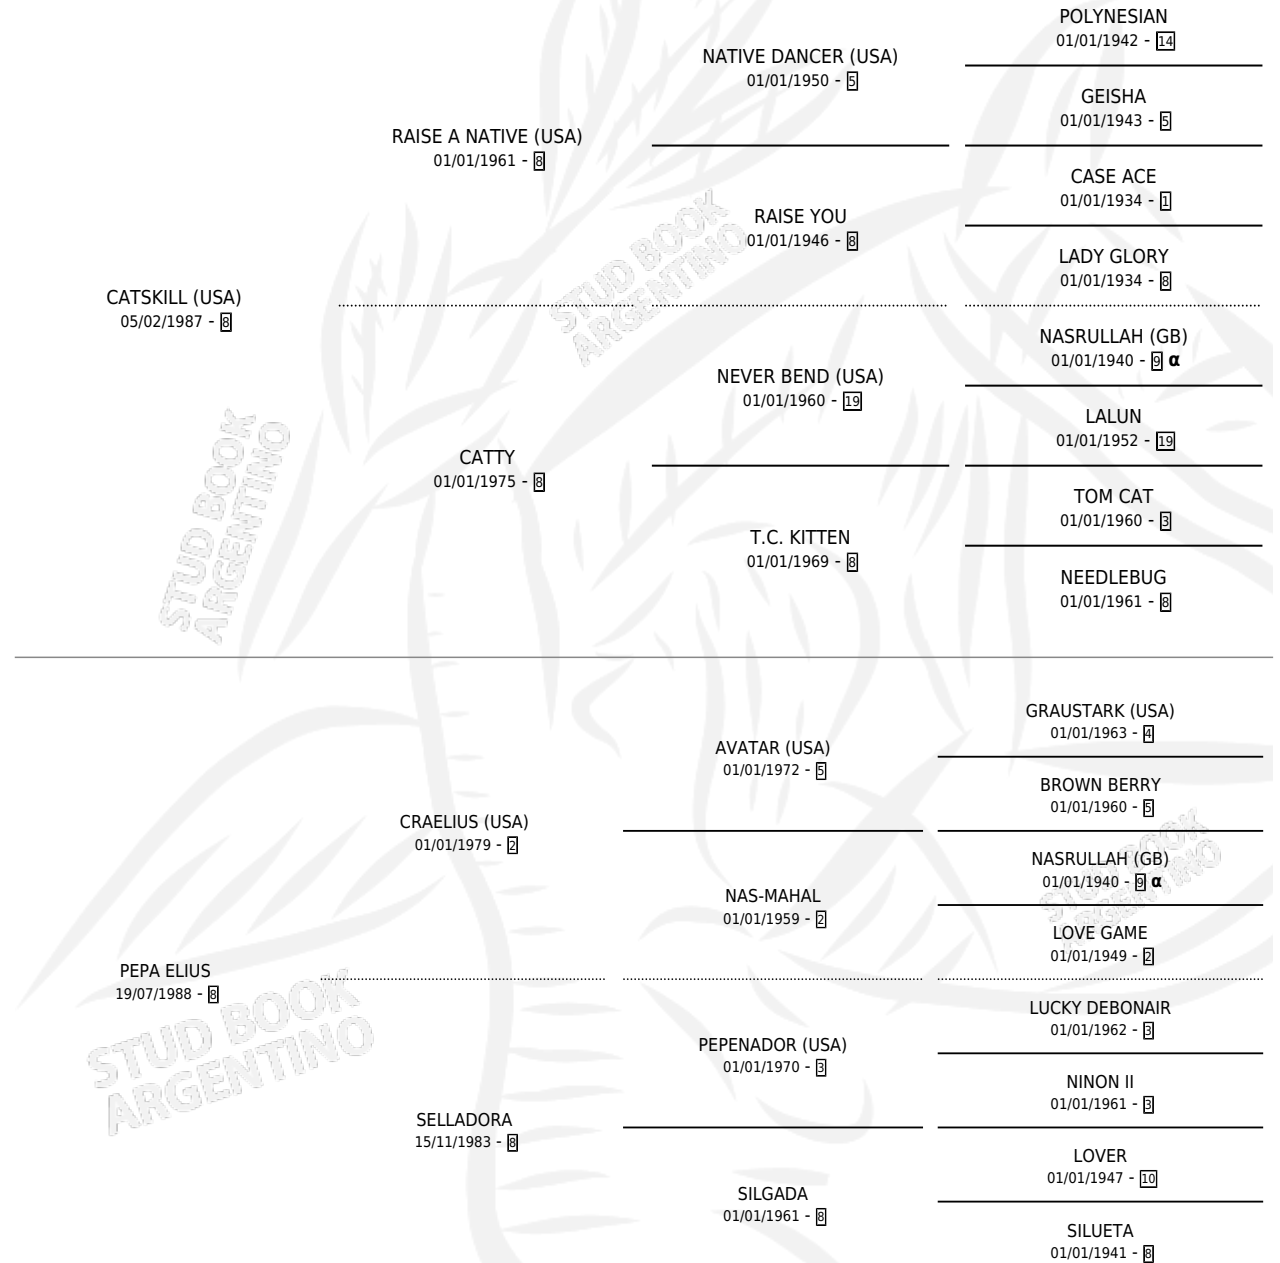 POLYNESIAN
01/01/1942 - 14
NATIVE DANCER (USA)
01/01/1950 - 5
GEISHA
01/01/1943 - 5
RAISE A NATIVE (USA)
01/01/1961 - 8
CASE ACE
01/01/1934 - 1
RAISE YOU
01/01/1946 - 8
LADY GLORY
01/01/1934 - 8
CATSKILL (USA)
05/02/1987 - 8
STUD BOOK
ARGENTINO
NASRULLAH (GB)
01/01/1940 - 9 α
NEVER BEND (USA)
01/01/1960 - 19
LALUN
01/01/1952 - 19
CATTY
01/01/1975 - 8
TOM CAT
01/01/1960 - 3
T.C. KITTEN
01/01/1969 - 8
NEEDLEBUG
01/01/1961 - 8
STUD BOOK
ARGENTINO
GRAUSTARK (USA)
01/01/1963 - 4
AVATAR (USA)
01/01/1972 - 5
BROWN BERRY
01/01/1960 - 5
CRAELIUS (USA)
01/01/1979 - 2
NASRULLAH (GB)
01/01/1940 - 9 α
STUD BOOK
ARGENTINO
NAS-MAHAL
01/01/1959 - 2
LOVE GAME
01/01/1949 - 2
PEPA ELIUS
19/07/1988 - 8
STUD BOOK
ARGENTINO
LUCKY DEBONAIR
01/01/1962 - 3
PEPENADOR (USA)
01/01/1970 - 3
NINON II
01/01/1961 - 3
SELLADORA
15/11/1983 - 8
LOVER
01/01/1947 - 10
SILGADA
01/01/1961 - 8
SILUETA
01/01/1941 - 8